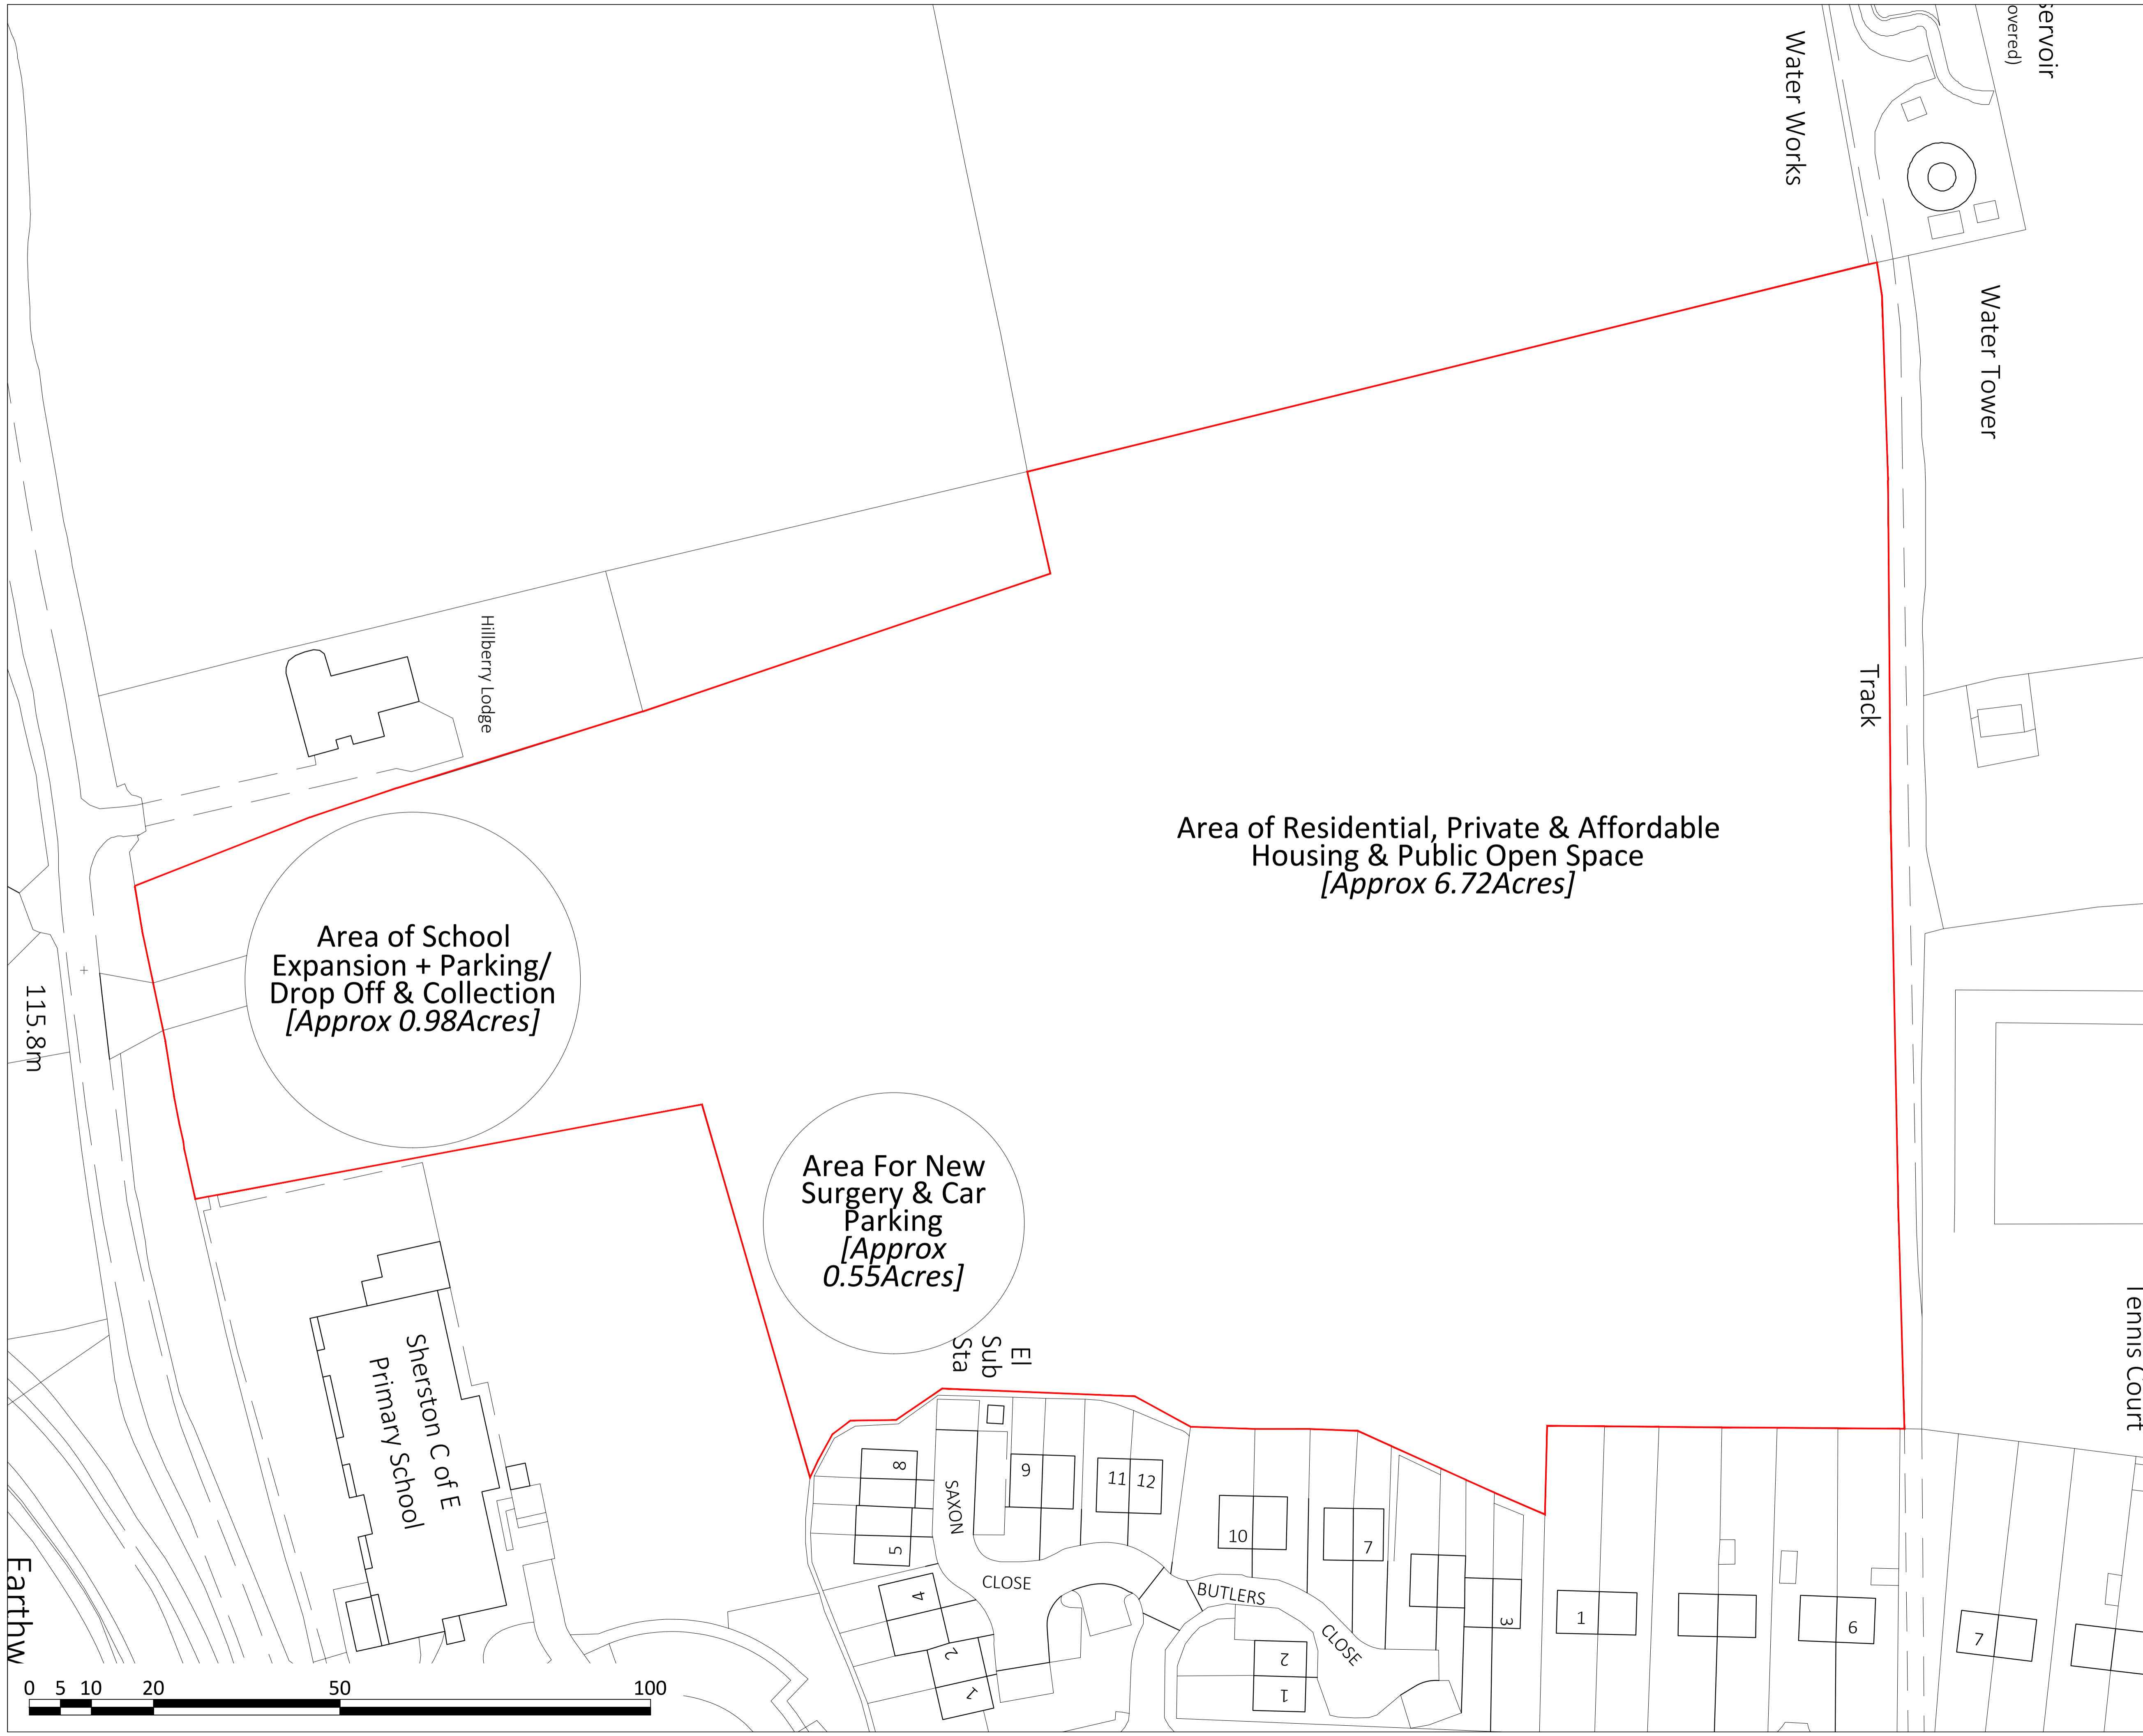 Water Works
servoir
overed)
Water Tower
Hillberry Lodge
Track
Area of Residential, Private & Affordable
Housing & Public Open Space
[Approx 6.72Acres]
Area of School
Expansion + Parking/
Drop Off & Collection
[Approx 0.98Acres]
115.8m
Area For New
Surgery & Car
Parking
[Approx
0.55Acres]
El
Sub
Sta
Tennis Court
Sherston C of E
Primary School
8
5
4
2
1
SAXON
CLOSE
9
11
12
10
7
BUTLERS
CLOSE
2
1
3
1
6
7
Earthw
0 5 10 20 50 100